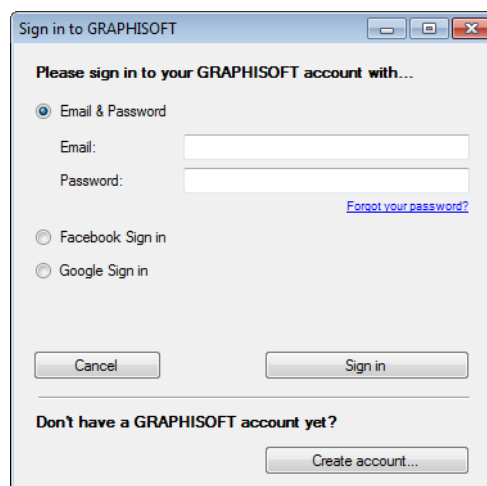 Sign in to GRAPHISOFT
Please sign in to your GRAPHISOFT account with...
Email & Password
Email:
Password:
Forgot your password?
Facebook Sign in
Google Sign in
Cancel Sign in
Don't have a GRAPHISOFT account yet?
Create account...